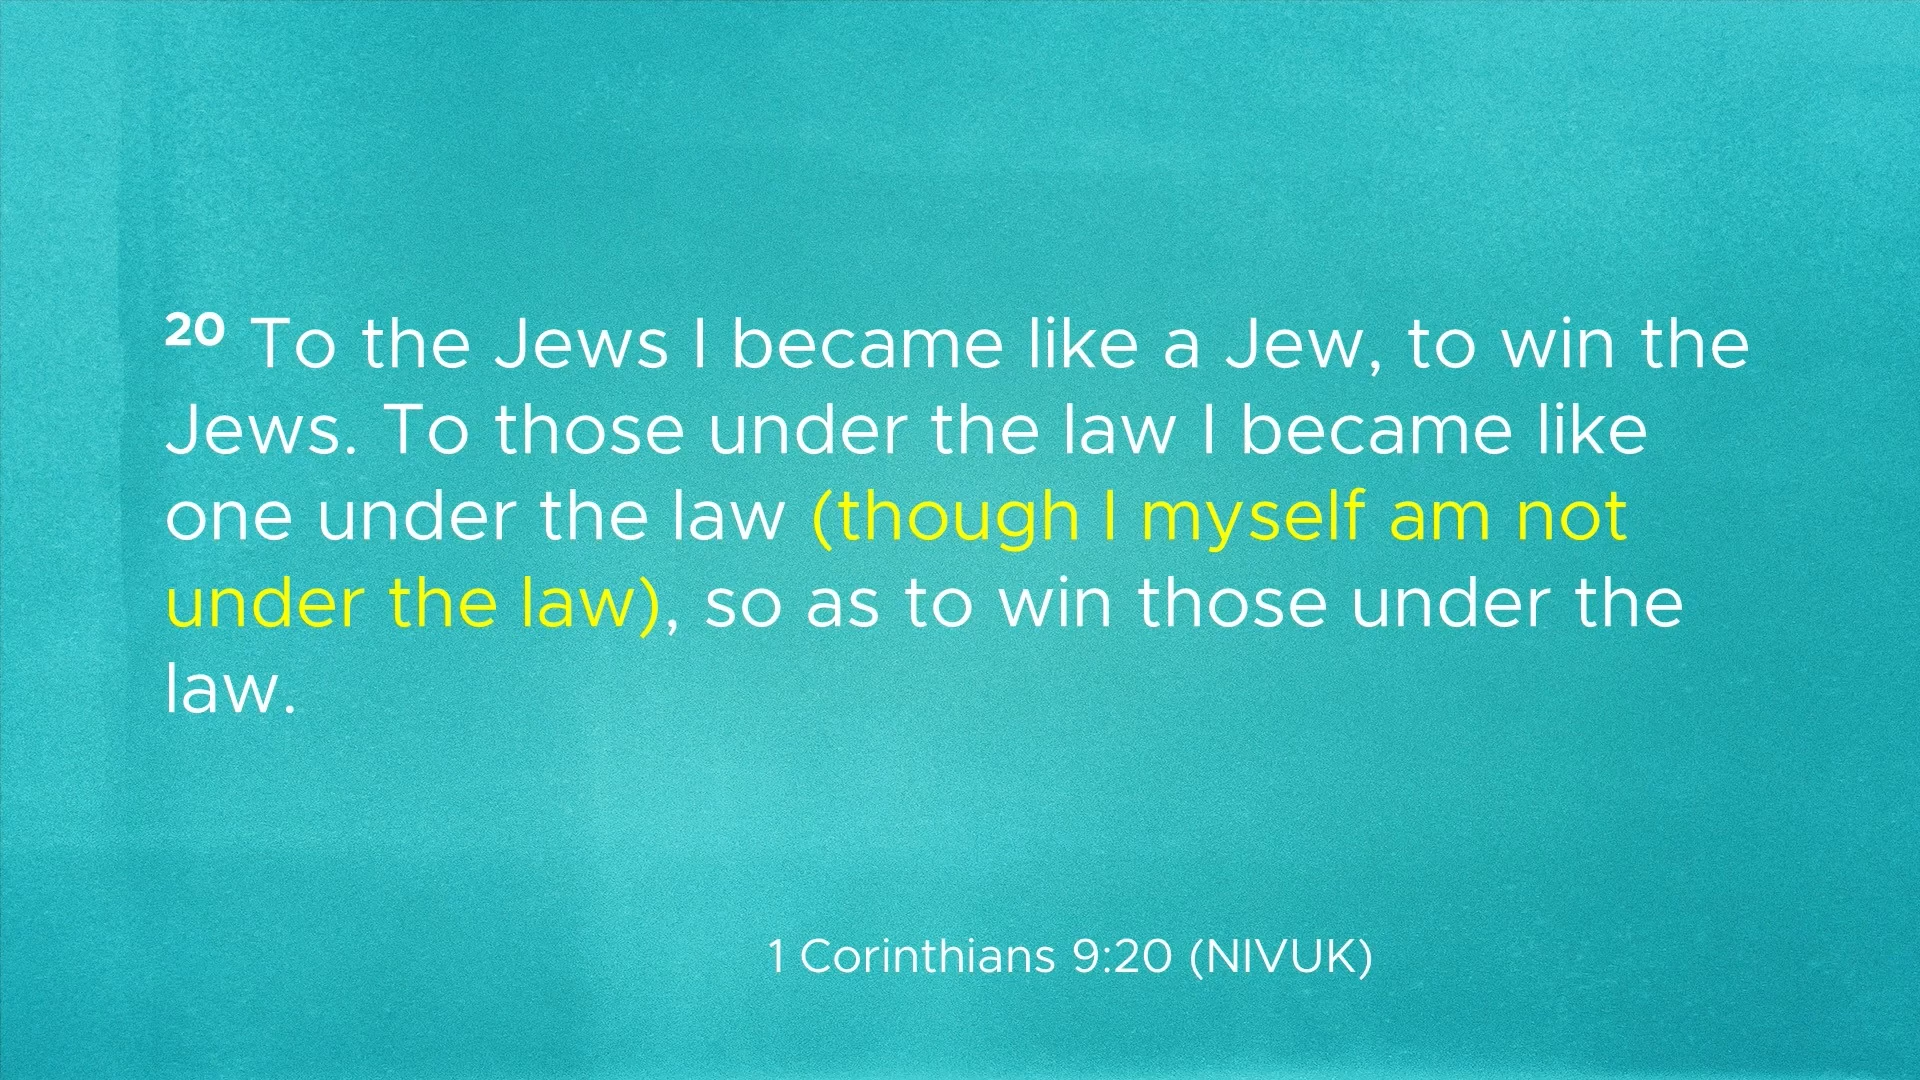 20 To the Jews I became like a Jew, to win the
Jews. To those under the law I became like
one under the law (though I myself am not
under the law), so as to win those under the
law.
1 Corinthians 9:20 (NIVUK)